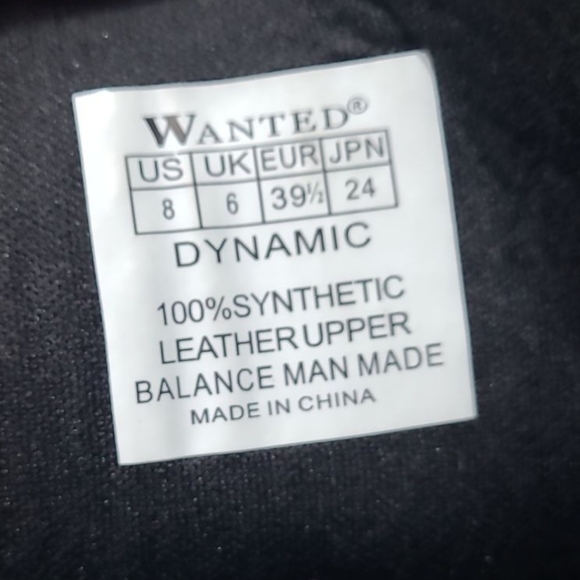 WANTED®
US UK EUR JPN
8 6 39½ 24
DYNAMIC
100%SYNTHETIC
LEATHER UPPER
BALANCE MAN MADE
MADE IN CHINA